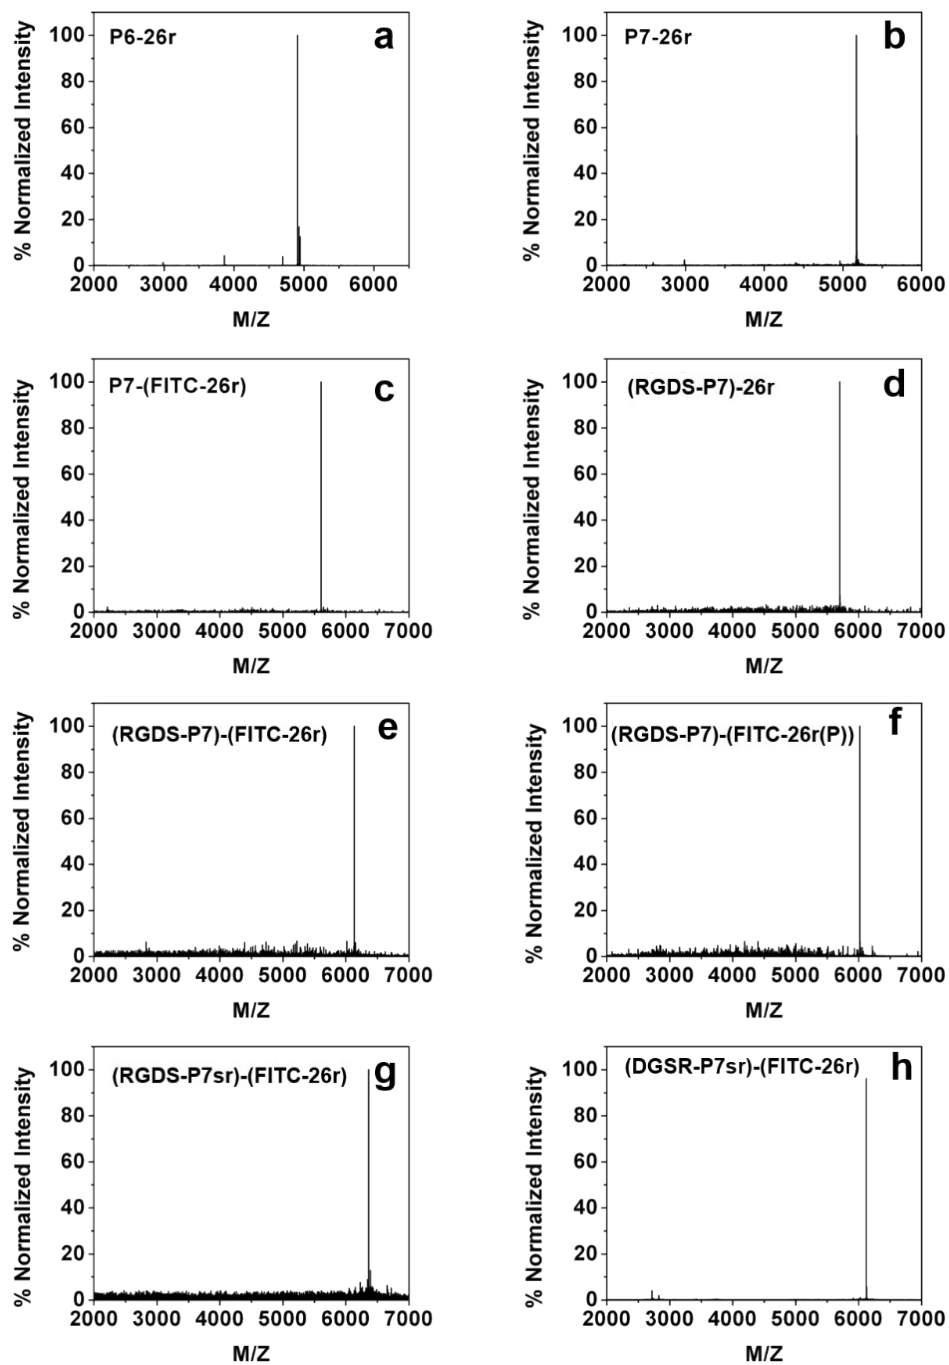 P6-26r
a
% Normalized Intensity
100
80
60
40
20
0
2000 3000 4000 5000 6000
M/Z
P7-26r
b
% Normalized Intensity
100
80
60
40
20
0
2000 3000 4000 5000 6000
M/Z
P7-(FITC-26r)
c
% Normalized Intensity
100
80
60
40
20
0
2000 3000 4000 5000 6000 7000
M/Z
(RGDS-P7)-26r
d
% Normalized Intensity
100
80
60
40
20
0
2000 3000 4000 5000 6000 7000
M/Z
(RGDS-P7)-(FITC-26r)
e
% Normalized Intensity
100
80
60
40
20
0
2000 3000 4000 5000 6000 7000
M/Z
(RGDS-P7)-(FITC-26r(P))
f
% Normalized Intensity
100
80
60
40
20
0
2000 3000 4000 5000 6000 7000
M/Z
(RGDS-P7sr)-(FITC-26r)
g
% Normalized Intensity
100
80
60
40
20
0
2000 3000 4000 5000 6000 7000
M/Z
(DGSR-P7sr)-(FITC-26r)
h
% Normalized Intensity
100
80
60
40
20
0
2000 3000 4000 5000 6000 7000
M/Z